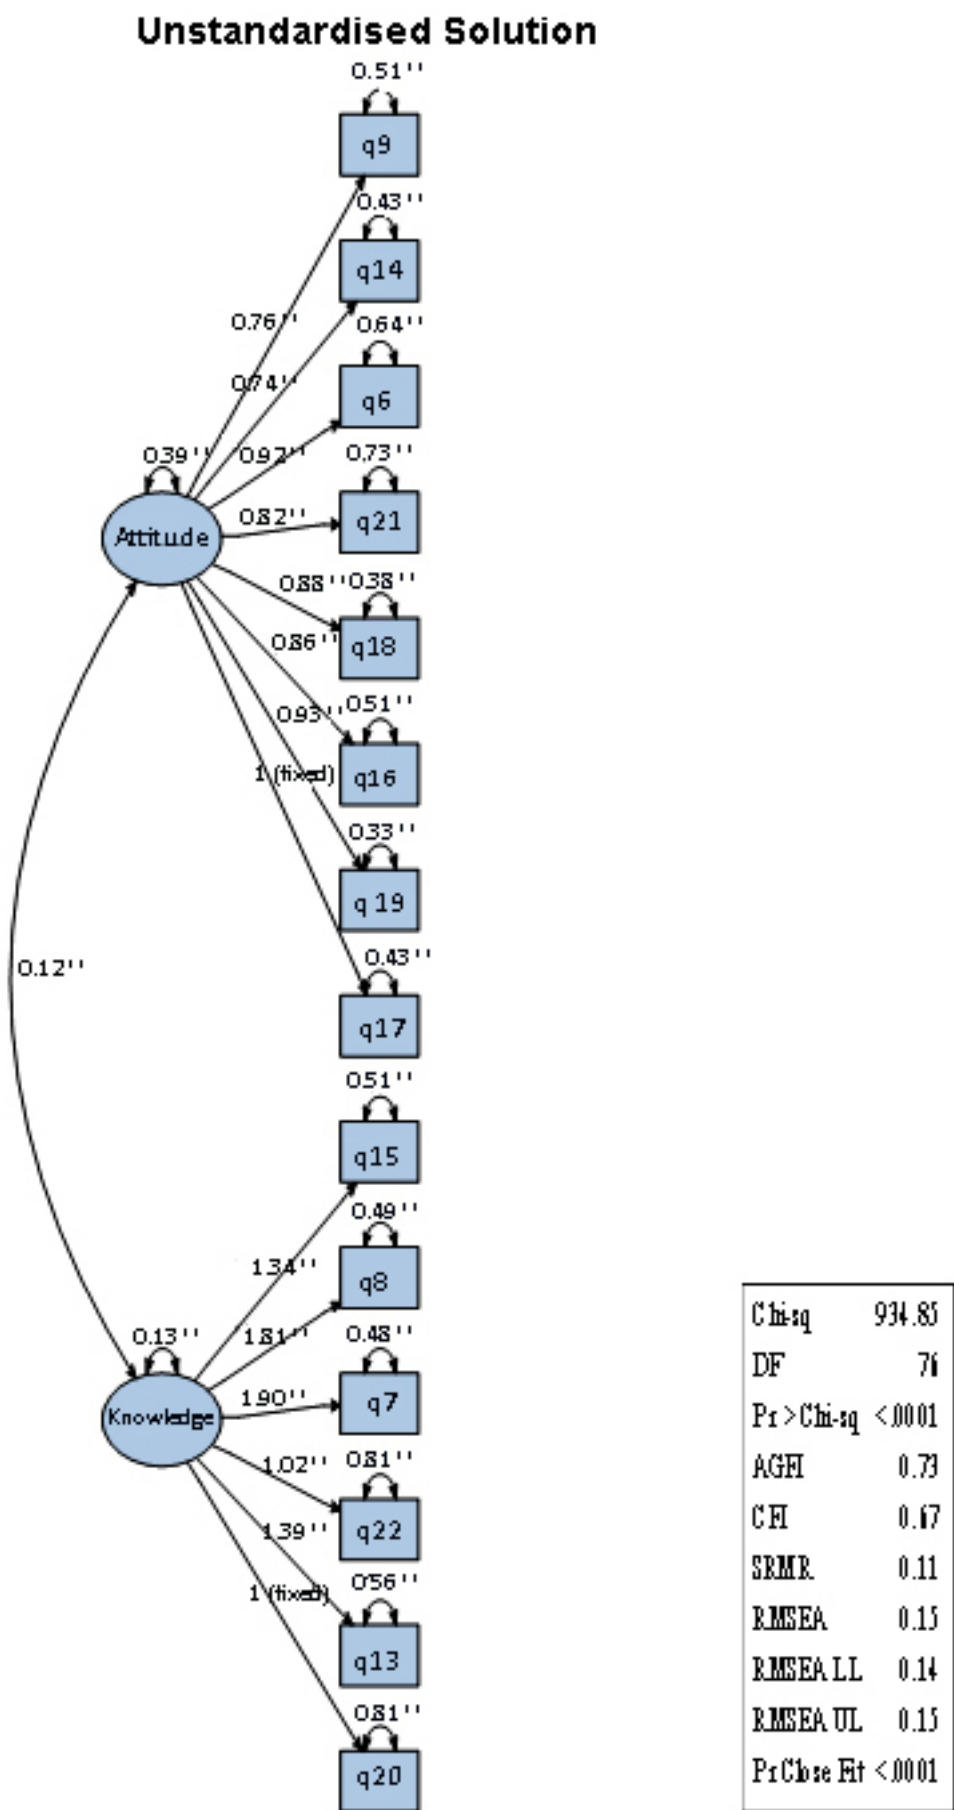 Unstandardised Solution
0.51''
q9
0.43''
q14
0.76''
0.64''
0.74''
q6
0.39''
0.92''
0.73''
Attitude
0.82''
q21
0.88''
0.38''
0.86''
q18
0.93''
0.51''
1 (fixed)
q16
0.33''
q 19
0.12''
0.43''
q17
0.51''
q15
0.49''
1.34''
q8
0.13''
1.81''
0.48''
Knowledge
1.90''
q7
1.02''
0.81''
1.39''
q22
1 (fixed)
0.56''
q13
0.81''
q20
Chi-sq 934.85
DF 76
Pr >Chi-sq <.0001
AGFI 0.73
CFI 0.67
SRMR 0.11
RMSEA 0.15
RMSEA LL 0.14
RMSEA UL 0.15
Pr Close Fit <.0001